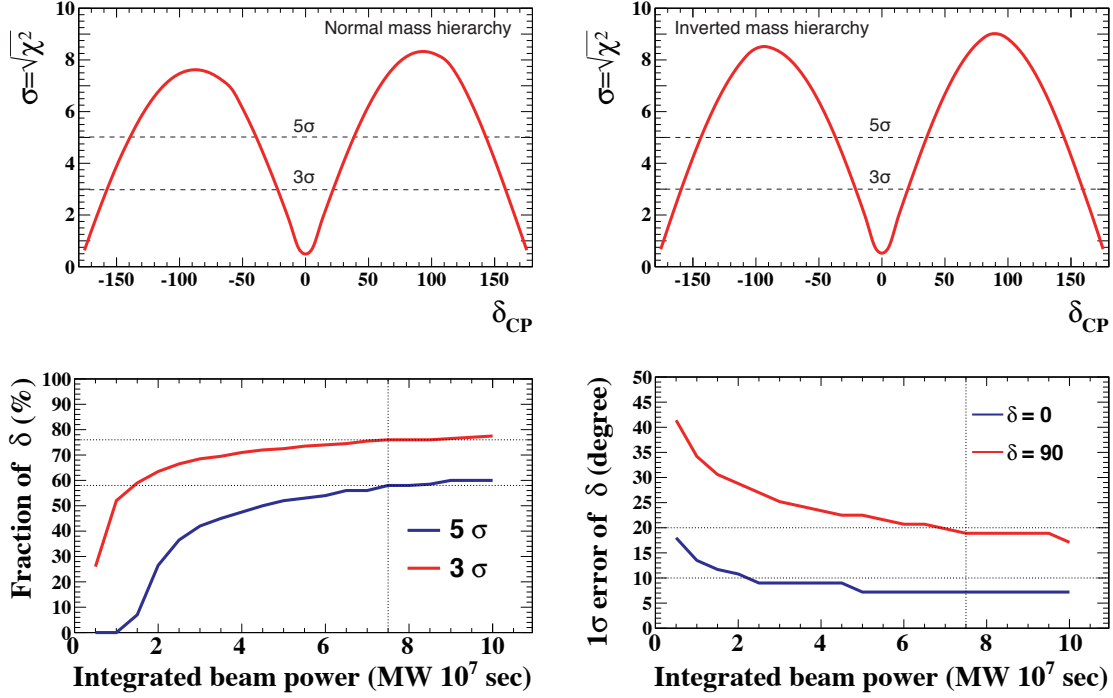 Normal mass hierarchy
σ=√χ²
10
8
6
4
2
0
5σ
3σ
-150 -100 -50 0 50 100 150
δCP
Inverted mass hierarchy
σ=√χ²
10
8
6
4
2
0
5σ
3σ
-150 -100 -50 0 50 100 150
δCP
Fraction of δ (%)
100
90
80
70
60
50
40
30
20
10
0
5 σ
3 σ
0 2 4 6 8 10
Integrated beam power (MW 10⁷ sec)
1σ error of δ (degree)
50
45
40
35
30
25
20
15
10
5
0
δ = 0
δ = 90
0 2 4 6 8 10
Integrated beam power (MW 10⁷ sec)